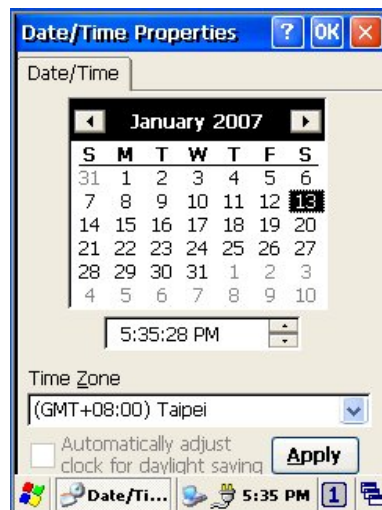 Date/Time Properties ? OK ×
Date/Time
January 2007
S M T W T F S
31 1 2 3 4 5 6
7 8 9 10 11 12 13
14 15 16 17 18 19 20
21 22 23 24 25 26 27
28 29 30 31 1 2 3
4 5 6 7 8 9 10
5:35:28 PM
Time Zone
(GMT+08:00) Taipei
Automatically adjust
clock for daylight saving
Apply
Date/Ti... 5:35 PM 1